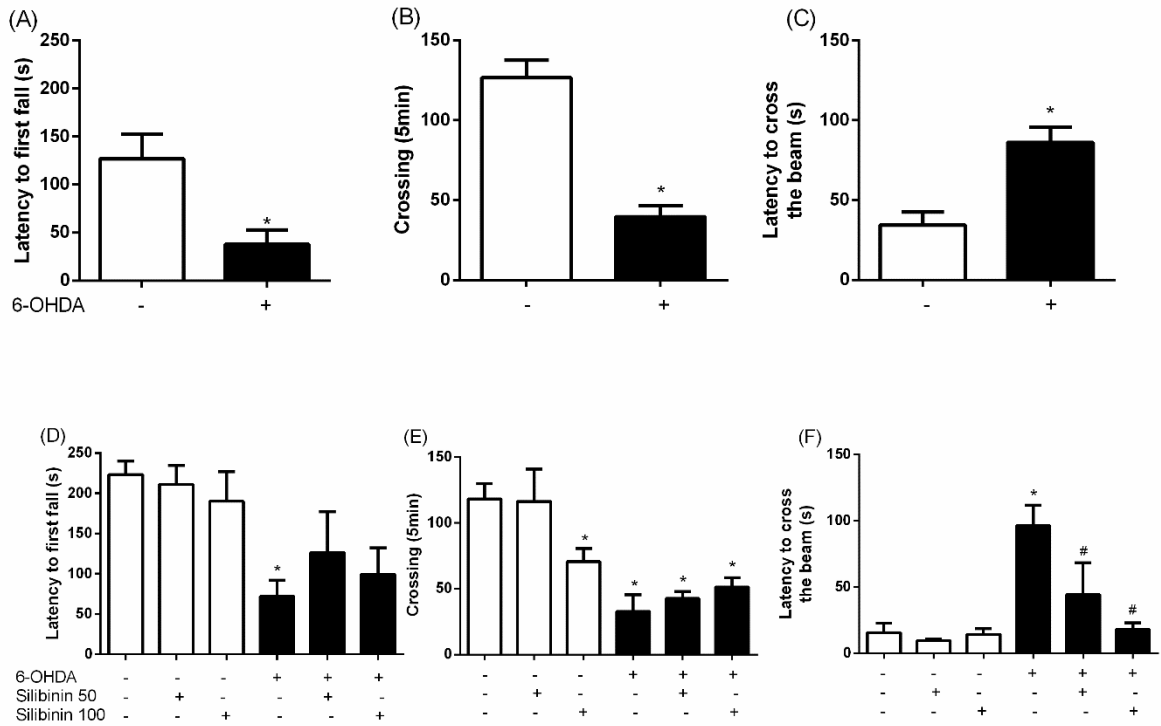 (A)
Latency to first fall (s)
250
200
150
100
50
0
*
6-OHDA - +
(B)
Crossing (5min)
150
100
50
0
*
- +
(C)
Latency to cross
the beam (s)
150
100
50
0
*
- +
(D)
Latency to first fall (s)
250
200
150
100
50
0
*
6-OHDA - - - + + +
Silibinin 50 - + - - + -
Silibinin 100 - - + - - +
(E)
Crossing (5min)
150
100
50
0
* * * *
- - - + + +
- + - - + -
- - + - - +
(F)
Latency to cross
the beam (s)
150
100
50
0
* # #
- - - + + +
- + - - + -
- - + - - +